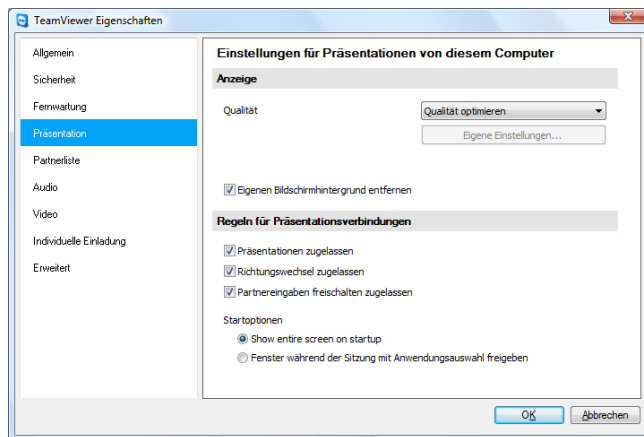 TeamViewer Eigenschaften
Allgemein
Sicherheit
Fernwartung
Präsentation
Partnerliste
Audio
Video
Individuelle Einladung
Erweitert
Einstellungen für Präsentationen von diesem Computer
Anzeige
Qualität
Qualität optimieren
Eigene Einstellungen...
Eigenen Bildschirmhintergrund entfernen
Regeln für Präsentationsverbindungen
Präsentationen zugelassen
Richtungswechsel zugelassen
Partnereingaben freischalten zugelassen
Startoptionen
Show entire screen on startup
Fenster während der Sitzung mit Anwendungsauswahl freigeben
OK
Abbrechen